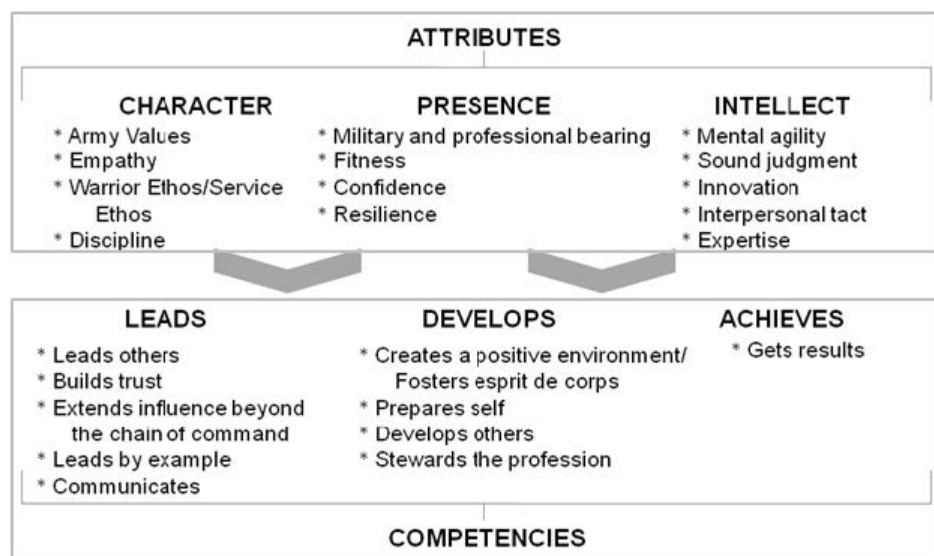 ATTRIBUTES
CHARACTER
* Army Values
* Empathy
* Warrior Ethos/Service
Ethos
* Discipline
PRESENCE
* Military and professional bearing
* Fitness
* Confidence
* Resilience
INTELLECT
* Mental agility
* Sound judgment
* Innovation
* Interpersonal tact
* Expertise
LEADS
* Leads others
* Builds trust
* Extends influence beyond
the chain of command
* Leads by example
* Communicates
DEVELOPS
* Creates a positive environment/
Fosters esprit de corps
* Prepares self
* Develops others
* Stewards the profession
ACHIEVES
* Gets results
COMPETENCIES